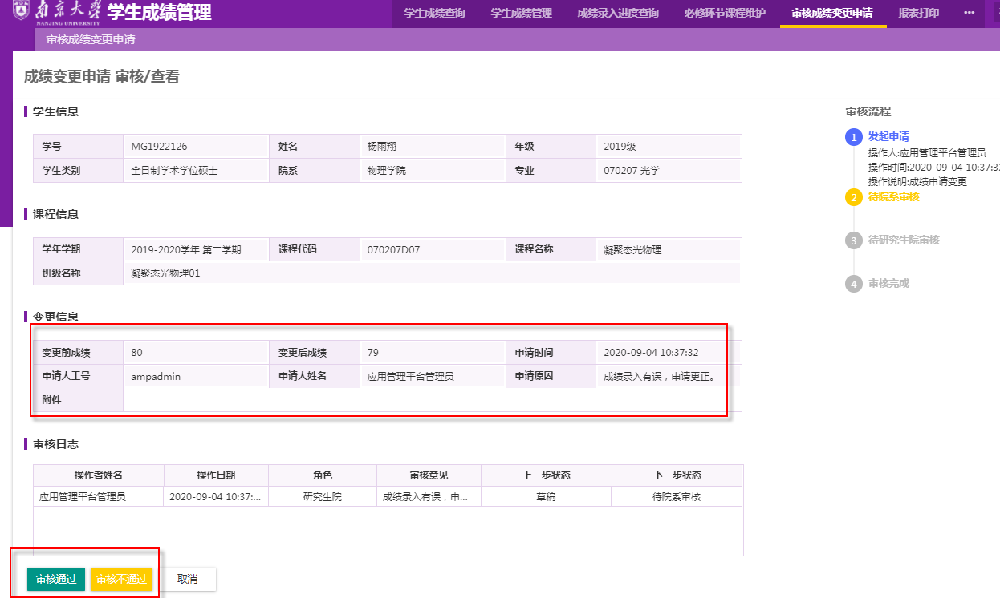 南京大学 学生成绩管理
NANJING UNIVERSITY
学生成绩查询 学生成绩管理 成绩录入进度查询 必修环节课程维护 审核成绩变更申请 报表打印 •••
审核成绩变更申请
成绩变更申请 审核/查看
学生信息
学号 MG1922126 姓名 杨雨翔 年级 2019级
学生类别 全日制学术学位硕士 院系 物理学院 专业 070207 光学
课程信息
学年学期 2019-2020学年 第二学期 课程代码 070207D07 课程名称 凝聚态光物理
班级名称 凝聚态光物理01
变更信息
变更前成绩 80 变更后成绩 79 申请时间 2020-09-04 10:37:32
申请人工号 ampadmin 申请人姓名 应用管理平台管理员 申请原因 成绩录入有误，申请更正。
附件
审核日志
操作者姓名 操作日期 角色 审核意见 上一步状态 下一步状态
应用管理平台管理员 2020-09-04 10:37:... 研究生院 成绩录入有误，申... 草稿 待院系审核
审核通过 审核不通过 取消
审核流程
1 发起申请
操作人:应用管理平台管理员
操作时间:2020-09-04 10:37:3
操作说明:成绩申请变更
2 待院系审核
3 待研究生院审核
4 审核完成